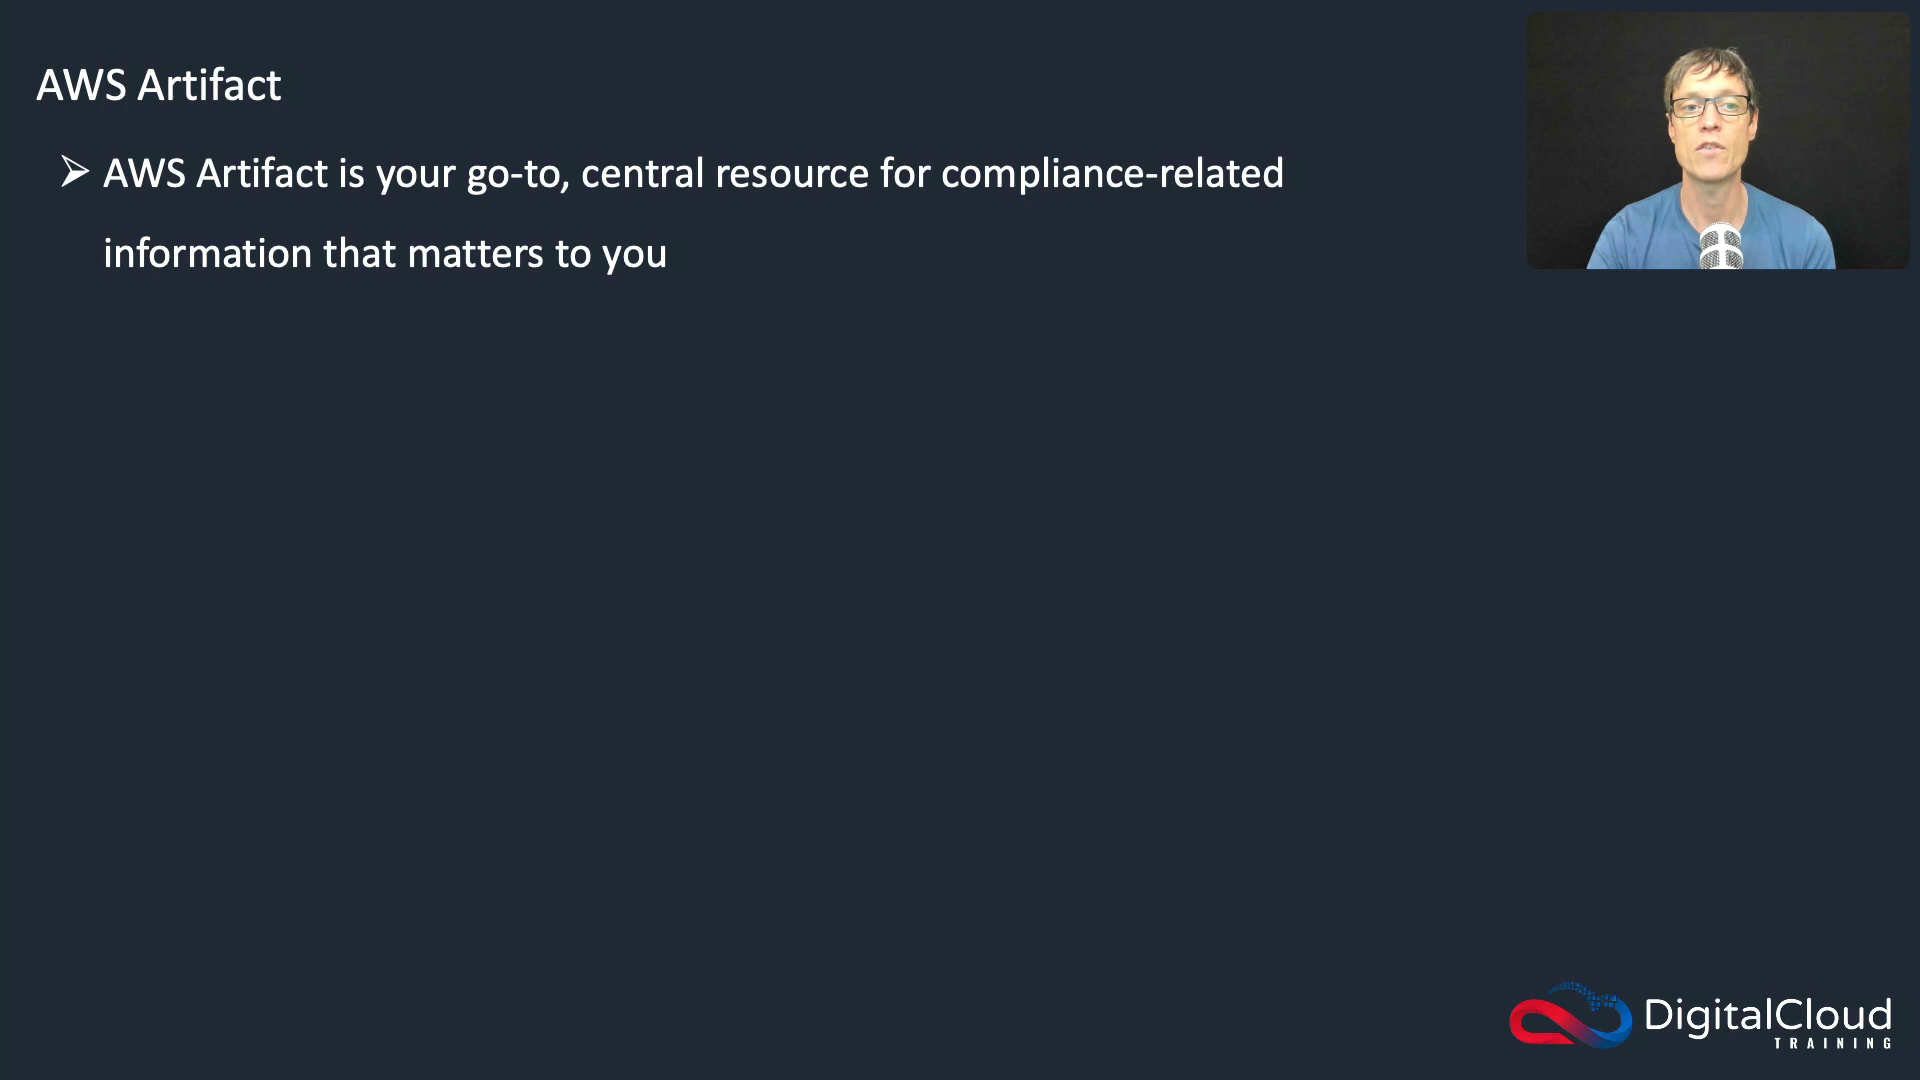 AWS Artifact
➢ AWS Artifact is your go-to, central resource for compliance-related
information that matters to you
DigitalCloud
TRAINING